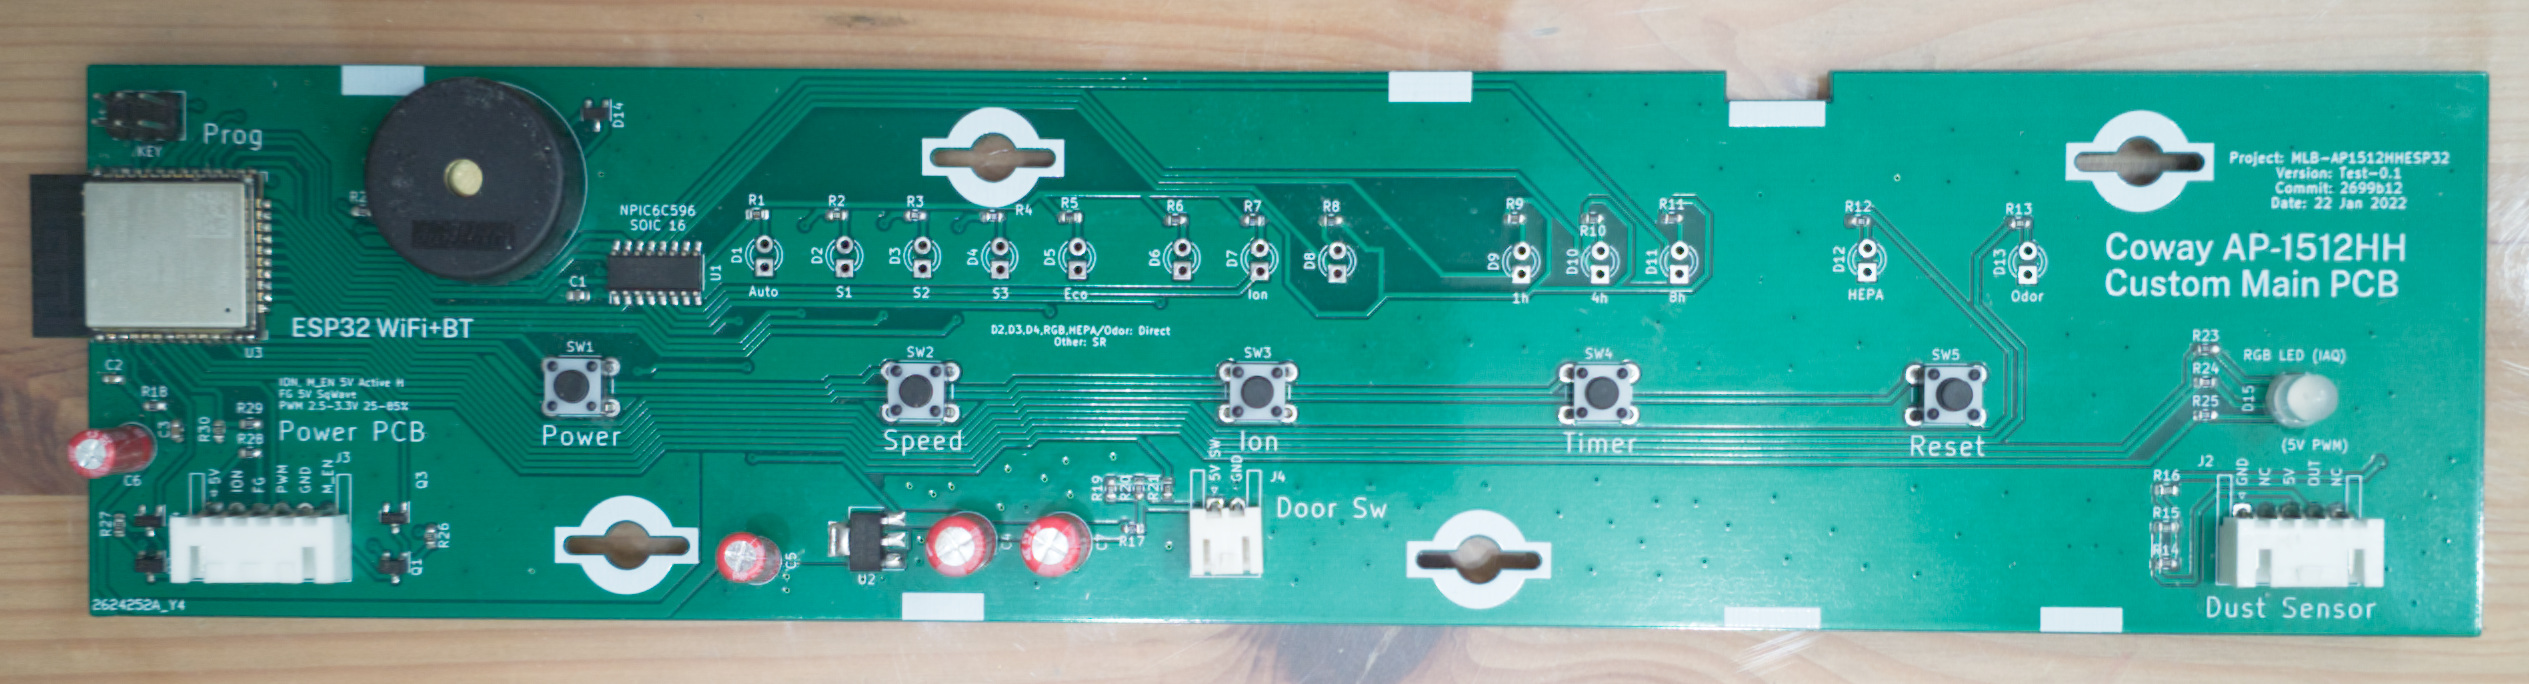 KEY
Prog
D14
NPIC6C596
SOIC 16
U1
C1
ESP32 WiFi+BT
U3
R1
R2
R3
R4
R5
R6
R7
R8
R9
R10
R11
R12
R13
D1
D2
D3
D4
D5
D6
D7
D8
D9
D10
D11
D12
D13
Auto
S1
S2
S3
Eco
Ion
1h
4h
8h
HEPA
Odor
Project: MLB-AP1512HHESP32
Version: Test-0.1
Commit: 2699b12
Date: 22 Jan 2022
Coway AP-1512HH
Custom Main PCB
D2,D3,D4,RGB,HEPA/Odor: Direct
Other: SR
SW1
Power
SW2
Speed
SW3
Ion
SW4
Timer
SW5
Reset
R23
R24
R25
RGB LED (IAQ)
D15
(5V PWM)
C2
R18
C3
R30
R29
R28
C6
ION, M_EN 5V Active H
FG 5V SqWave
PWM 2.5-3.3V 25-85%
Power PCB
J3
5V
ION
FG
PWM
GND
M_EN
Q3
R27
R26
Q1
C5
U2
C4
C7
R19
R20
R21
R17
5V SW
GND
J4
Door Sw
R16
R15
R14
J2
GND
NC
5V
OUT
NC
Dust Sensor
2624252A_Y4